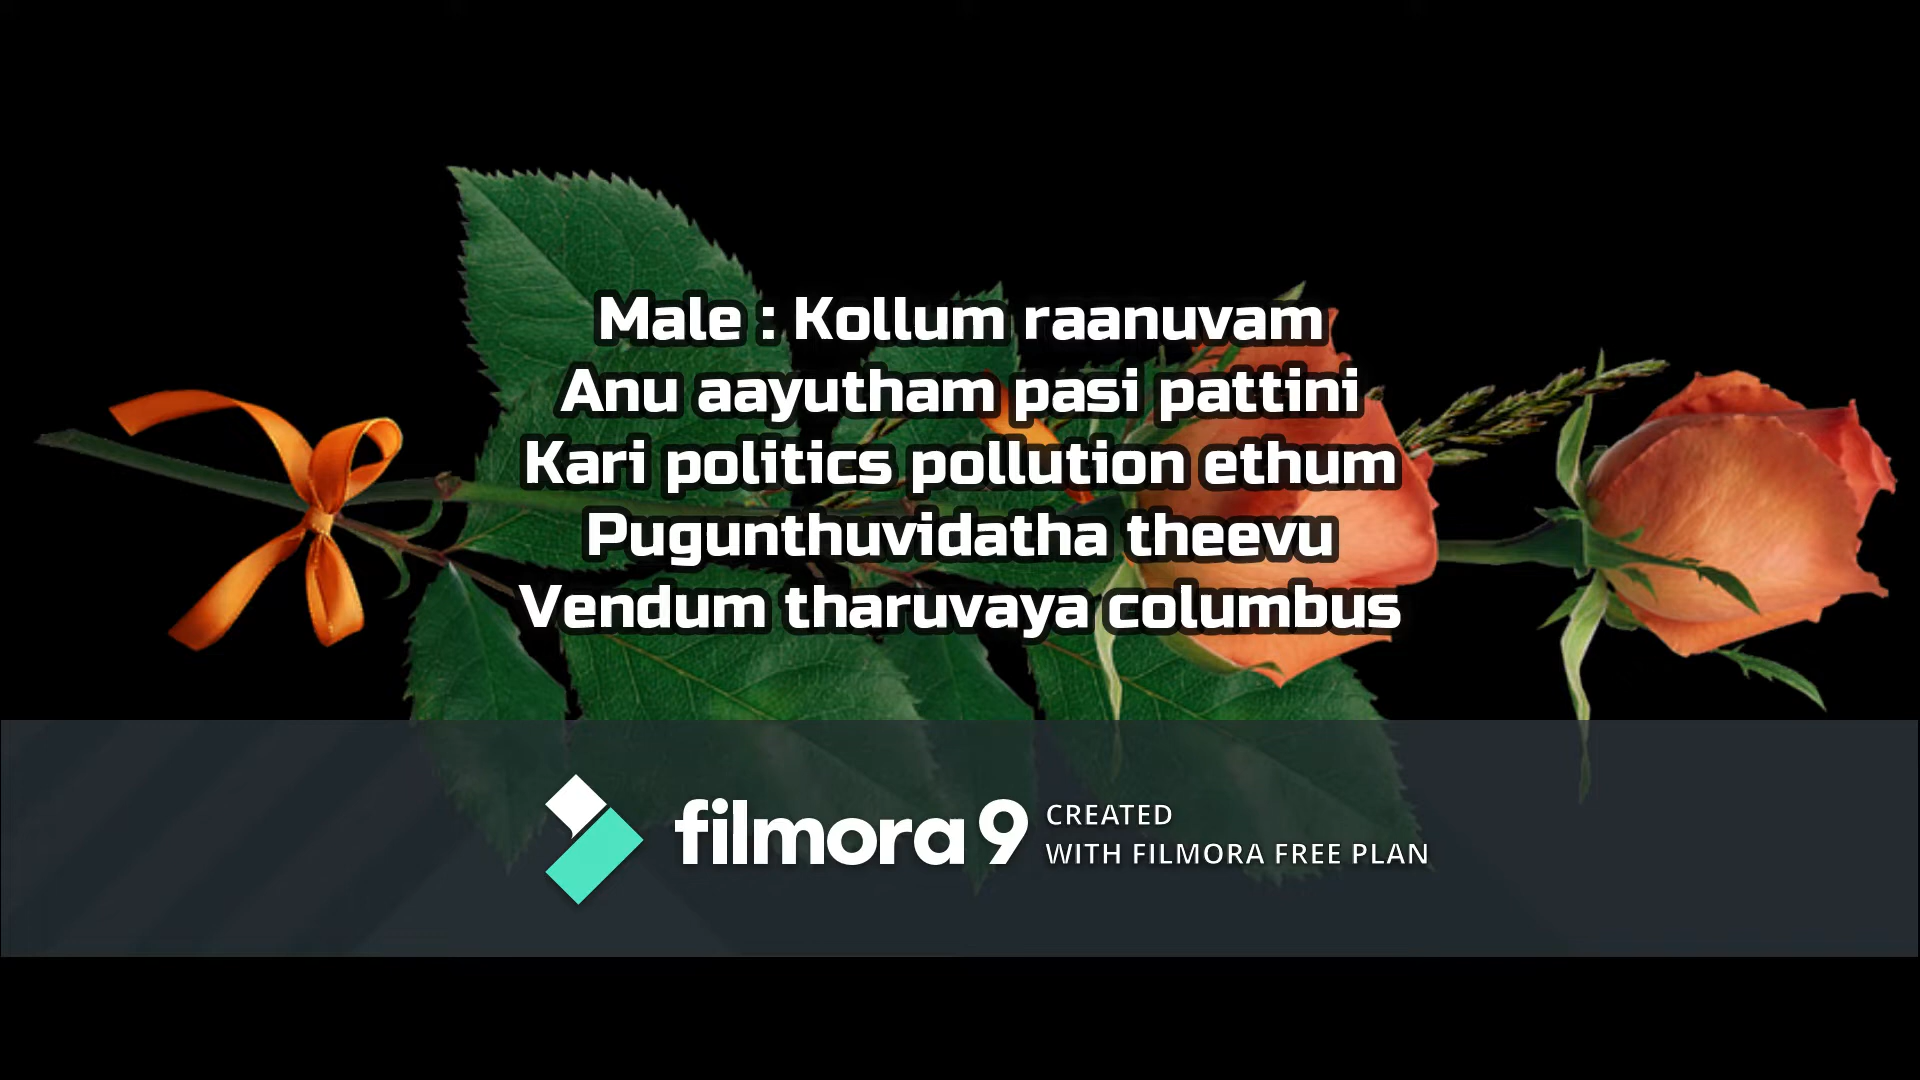 Male : Kollum raanuvam
Anu aayutham pasi pattini
Kari politics pollution ethum
Pugunthuvidatha theevu
Vendum tharuvaya columbus
filmora 9 CREATED
WITH FILMORA FREE PLAN